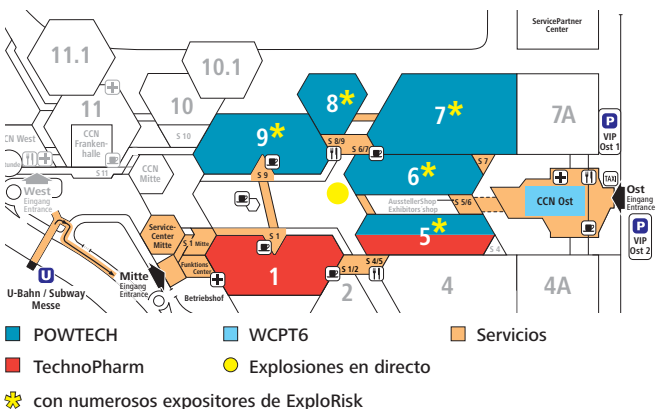 ServicePartner
Center
11.1
10.1
8*
7*
7A
P
VIP
Ost 1
11
10
CCN
Franken-
halle
S 10
9*
S 8/9
S 6/7
CN West
S 11
CCN
Mitte
S 9
6*
S 7
TAXI
West
Eingang
Entrance
AusstellerShop
Exhibitors shop
S 5/6
CCN Ost
Ost
Eingang
Entrance
Service-
Center
Mitte
S 1 Mitte
S 1
5*
S 4
P
VIP
Ost 2
Funktions
Center
1
S 1/2
S 4/5
2
4
4A
U
U-Bahn / Subway
Messe
Mitte
Eingang
Entrance
Betriebshof
POWTECH
WCPT6
Servicios
TechnoPharm
Explosiones en directo
* con numerosos expositores de ExploRisk